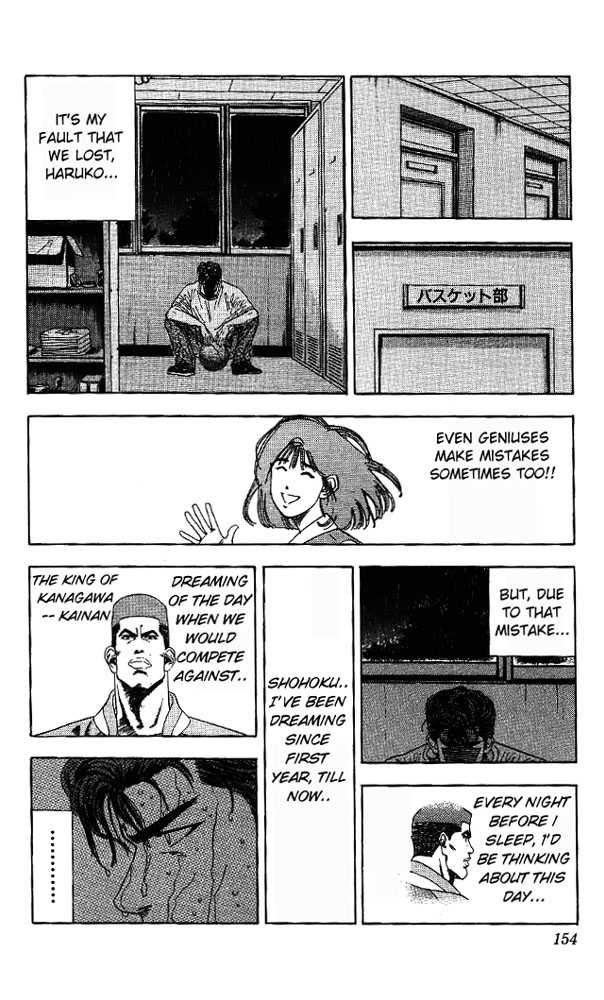 バスケット部
IT'S MY
FAULT THAT
WE LOST,
HARUKO...
EVEN GENIUSES
MAKE MISTAKES
SOMETIMES TOO!!
BUT, DUE
TO THAT
MISTAKE...
EVERY NIGHT
BEFORE I
SLEEP, I'D
BE THINKING
ABOUT THIS
DAY...
SHOHOKU..
I'VE BEEN
DREAMING
SINCE
FIRST
YEAR, TILL
NOW..
DREAMING
OF THE DAY
WHEN WE
WOULD
COMPETE
AGAINST..
THE KING OF
KANAGAWA
-- KAINAN
............
154